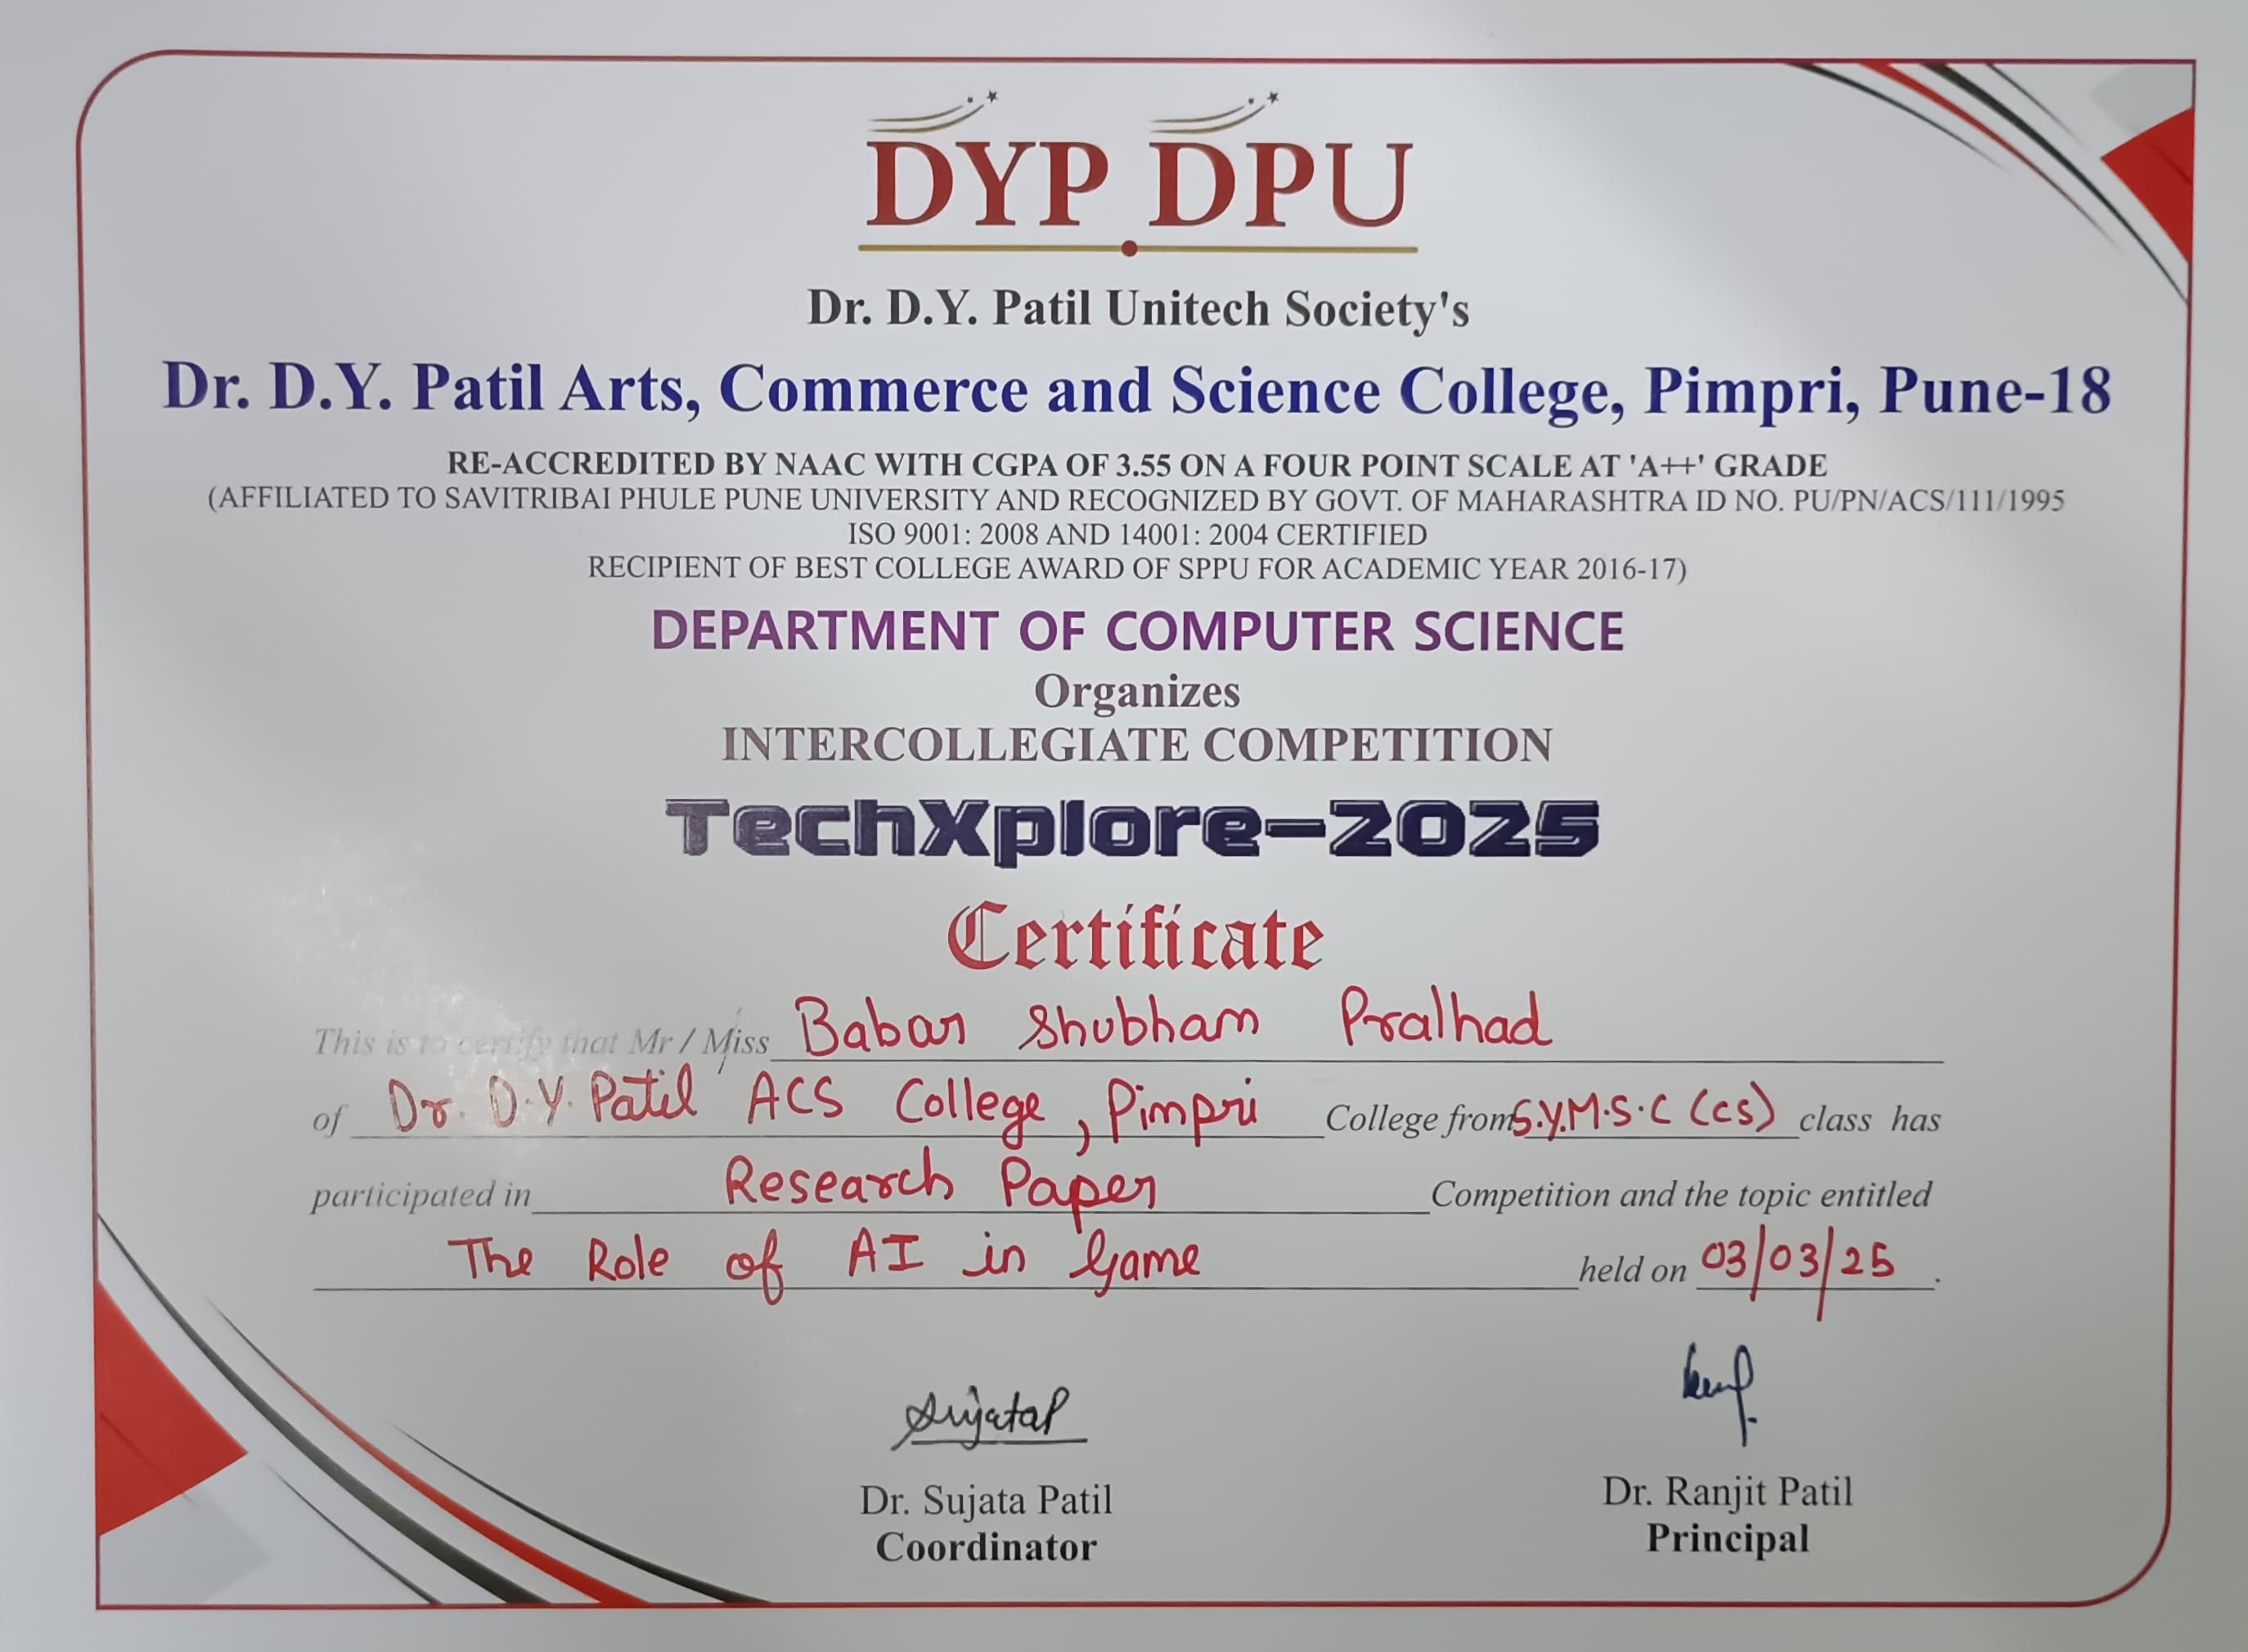 DYP DPU
Dr. D.Y. Patil Unitech Society's
Dr. D.Y. Patil Arts, Commerce and Science College, Pimpri, Pune-18
RE-ACCREDITED BY NAAC WITH CGPA OF 3.55 ON A FOUR POINT SCALE AT 'A++' GRADE
(AFFILIATED TO SAVITRIBAI PHULE PUNE UNIVERSITY AND RECOGNIZED BY GOVT. OF MAHARASHTRA ID NO. PU/PN/ACS/111/1995
ISO 9001: 2008 AND 14001: 2004 CERTIFIED
RECIPIENT OF BEST COLLEGE AWARD OF SPPU FOR ACADEMIC YEAR 2016-17)
DEPARTMENT OF COMPUTER SCIENCE
Organizes
INTERCOLLEGIATE COMPETITION
TechXplore-2025
Certificate
This is to certify that Mr / Miss Babar Shubham Pralhad
of Dr. D.Y. Patil ACS College, Pimpri College from S.Y.M.S.C (CS) class has
participated in Research Paper Competition and the topic entitled
The Role of AI in Game held on 03/03/25.
SujataP
Dr. Sujata Patil Dr. Ranjit Patil
Coordinator Principal